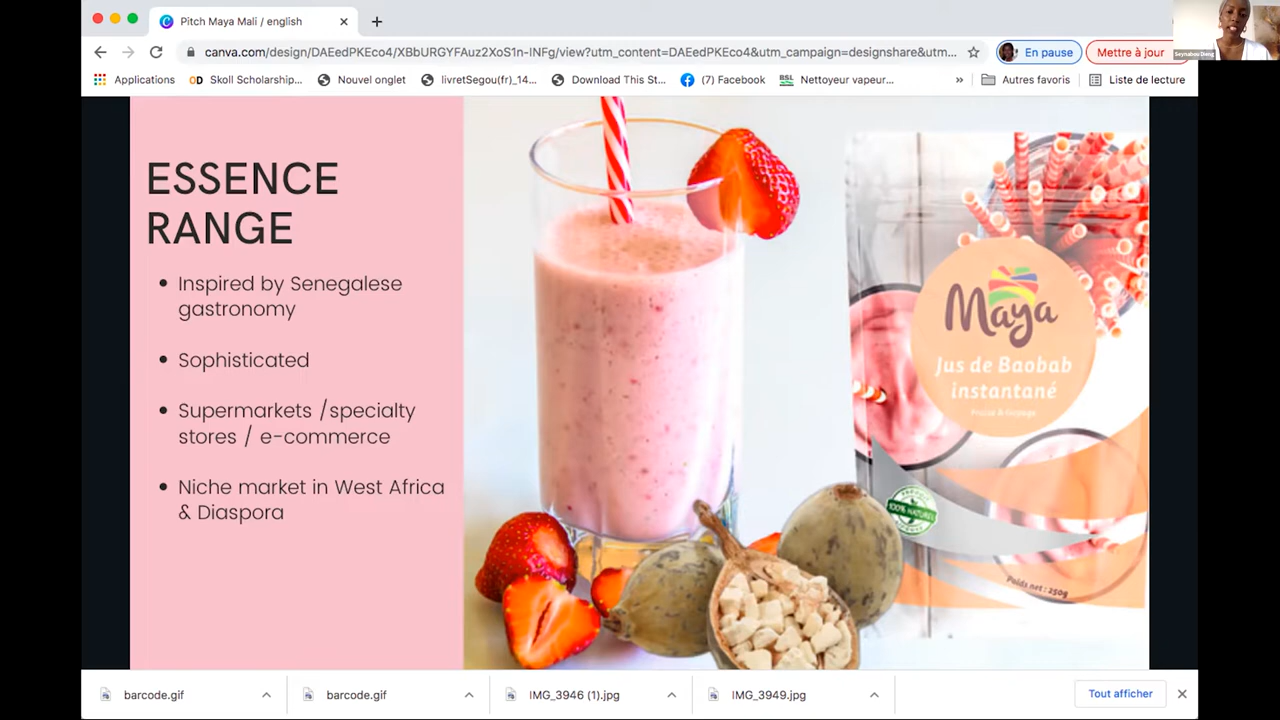 Pitch Maya Mali / english
canva.com/design/DAEedPKEco4/XBbURGYFAuz2XoS1n-INFg/view?utm_content=DAEedPKEco4&utm_campaign=designshare&utm...
En pause
Mettre à jour
Applications
OD Skoll Scholarship...
Nouvel onglet
livretSegou(fr)_14...
Download This St...
(7) Facebook
BSL Nettoyeur vapeur...
»
Autres favoris
Liste de lecture
ESSENCE
RANGE
• Inspired by Senegalese
gastronomy
• Sophisticated
• Supermarkets /specialty
stores / e-commerce
• Niche market in West Africa
& Diaspora
Maya
Jus de Baobab
instantané
100% NATUREL
Poids net : 250g
barcode.gif
barcode.gif
IMG_3946 (1).jpg
IMG_3949.jpg
Tout afficher